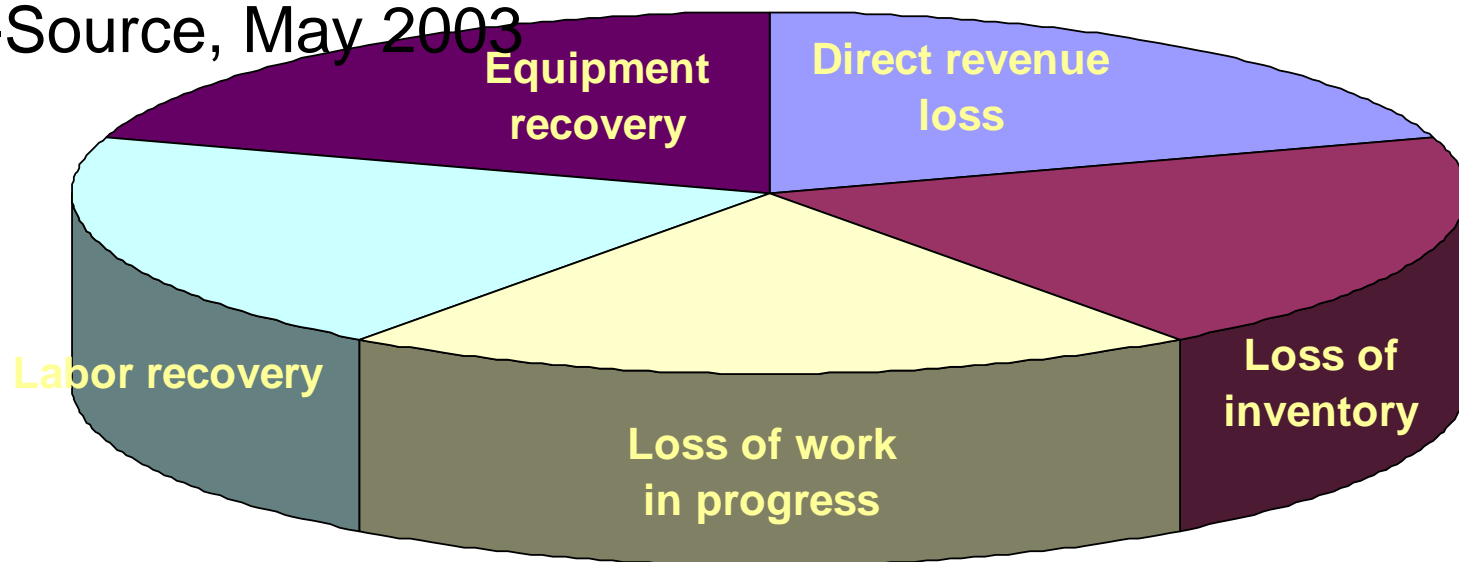 -Source, May 2003
Equipment
recovery
Direct revenue
loss
Labor recovery
Loss of
inventory
Loss of work
in progress